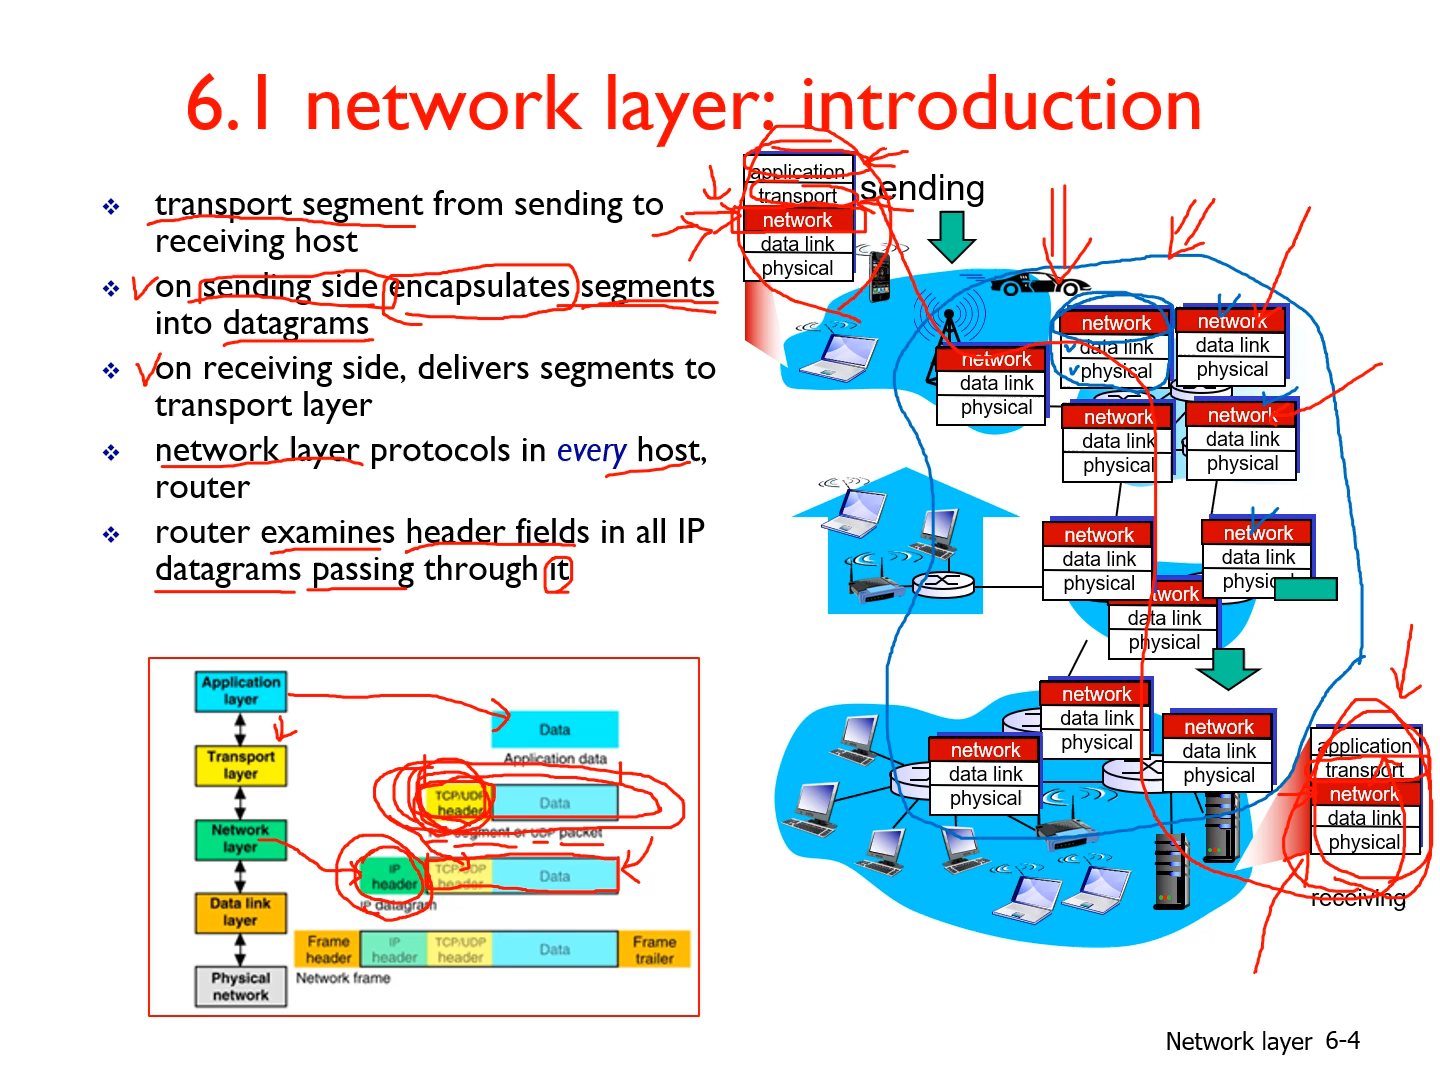 6.1 network layer: introduction
transport segment from sending to
receiving host
on sending side encapsulates segments
into datagrams
on receiving side, delivers segments to
transport layer
network layer protocols in every host,
router
router examines header fields in all IP
datagrams passing through it
application
transport
network
data link
physical
sending
network
data link
physical
network
data link
physical
network
data link
physical
network
data link
physical
network
data link
physical
network
data link
physical
network
data link
physical
network
data link
physical
network
data link
physical
network
data link
physical
network
data link
physical
application
transport
network
data link
physical
receiving
Application
layer
Transport
layer
Network
layer
Data link
layer
Physical
network
Data
Application data
TCP/UDP
header
Data
segment or UDP packet
IP
header
TCP/UDP
header
Data
IP datagram
Frame
header
IP
header
TCP/UDP
header
Data
Frame
trailer
Network frame
Network layer 6-4